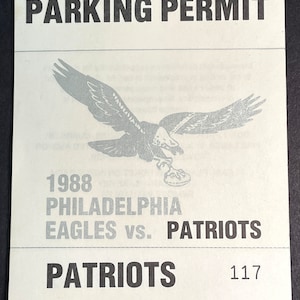 PARKING PERMIT
1988
PHILADELPHIA
EAGLES vs. PATRIOTS
PATRIOTS 117